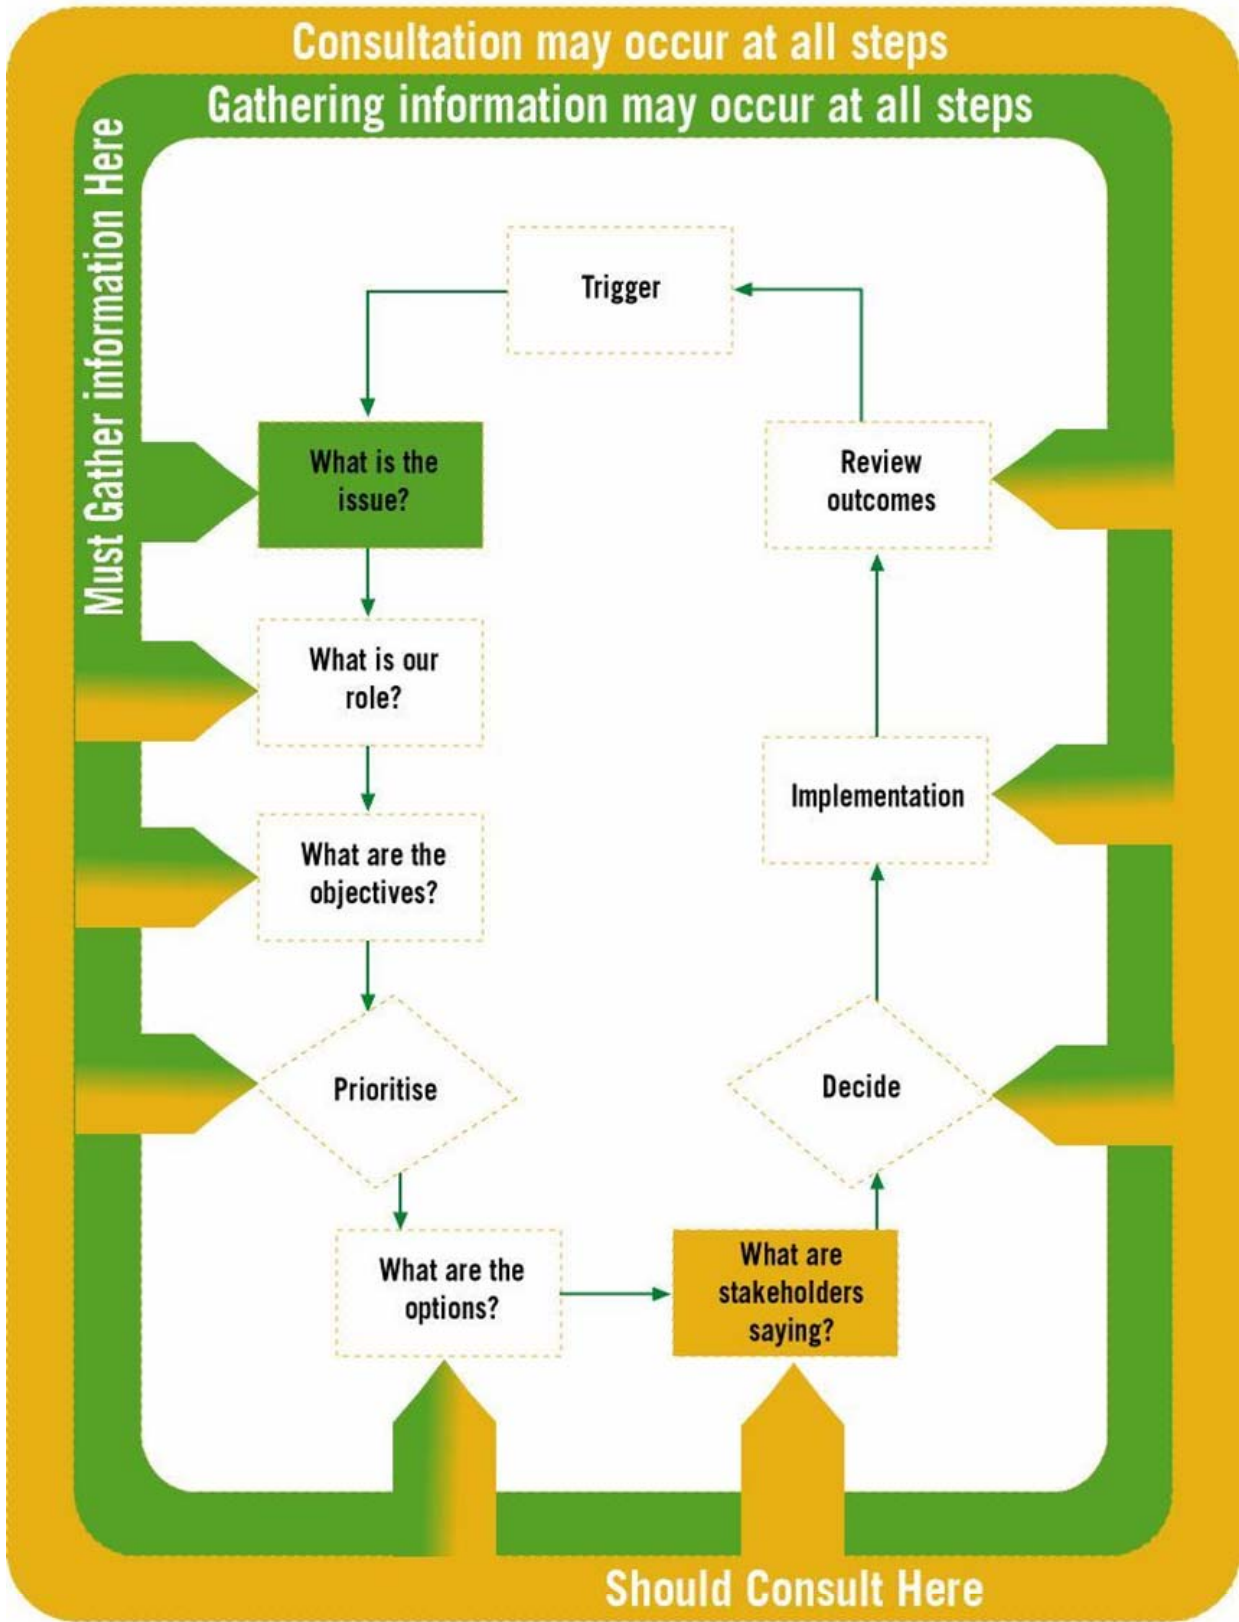 Consultation may occur at all steps
Gathering information may occur at all steps
Must Gather information Here
Trigger
What is the
issue?
What is our
role?
What are the
objectives?
Prioritise
What are the
options?
What are
stakeholders
saying?
Decide
Implementation
Review
outcomes
Should Consult Here